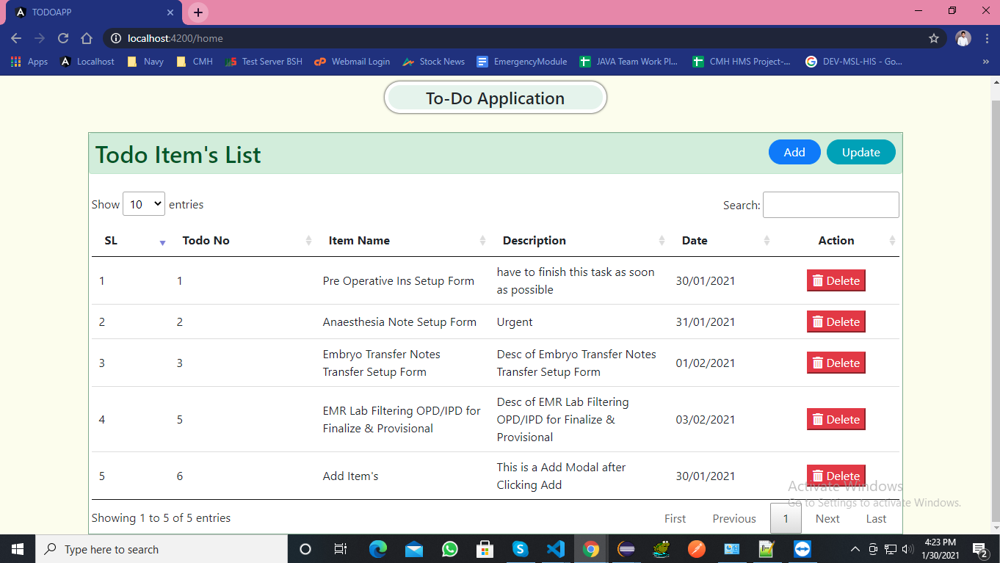 TODOAPP
localhost:4200/home
Apps Localhost Navy CMH Test Server BSH Webmail Login Stock News EmergencyModule JAVA Team Work Pl... CMH HMS Project-... DEV-MSL-HIS - Go...
To-Do Application
Todo Item's List Add Update
Show 10 entries Search:
SL Todo No Item Name Description Date Action
1 1 Pre Operative Ins Setup Form have to finish this task as soon
as possible 30/01/2021 Delete
2 2 Anaesthesia Note Setup Form Urgent 31/01/2021 Delete
3 3 Embryo Transfer Notes
Transfer Setup Form Desc of Embryo Transfer Notes
Transfer Setup Form 01/02/2021 Delete
4 5 EMR Lab Filtering OPD/IPD for
Finalize & Provisional Desc of EMR Lab Filtering
OPD/IPD for Finalize &
Provisional 03/02/2021 Delete
5 6 Add Item's This is a Add Modal after
Clicking Add 30/01/2021 Delete
Activate Windows
Go to Settings to activate Windows.
Showing 1 to 5 of 5 entries First Previous 1 Next Last
Type here to search
4:23 PM
1/30/2021
2